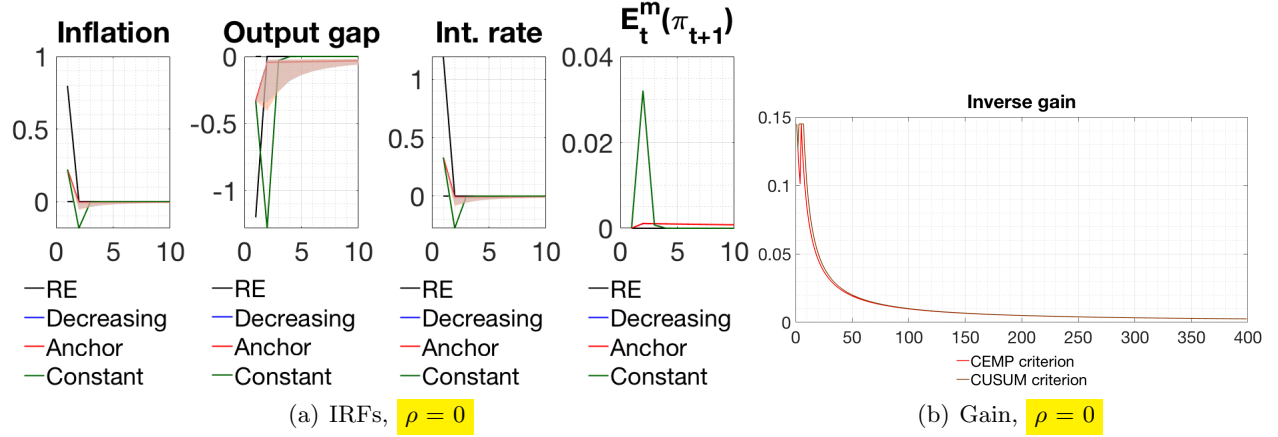 Inflation
1
0.5
0
0 5 10
RE
Decreasing
Anchor
Constant
Output gap
0
-0.5
-1
0 5 10
RE
Decreasing
Anchor
Constant
Int. rate
1
0.5
0
0 5 10
RE
Decreasing
Anchor
Constant
E_t^m(π_{t+1})
0.04
0.02
0
0 5 10
RE
Decreasing
Anchor
Constant
(a) IRFs, ρ = 0
Inverse gain
0.15
0.1
0.05
0
0 50 100 150 200 250 300 350 400
CEMP criterion
CUSUM criterion
(b) Gain, ρ = 0